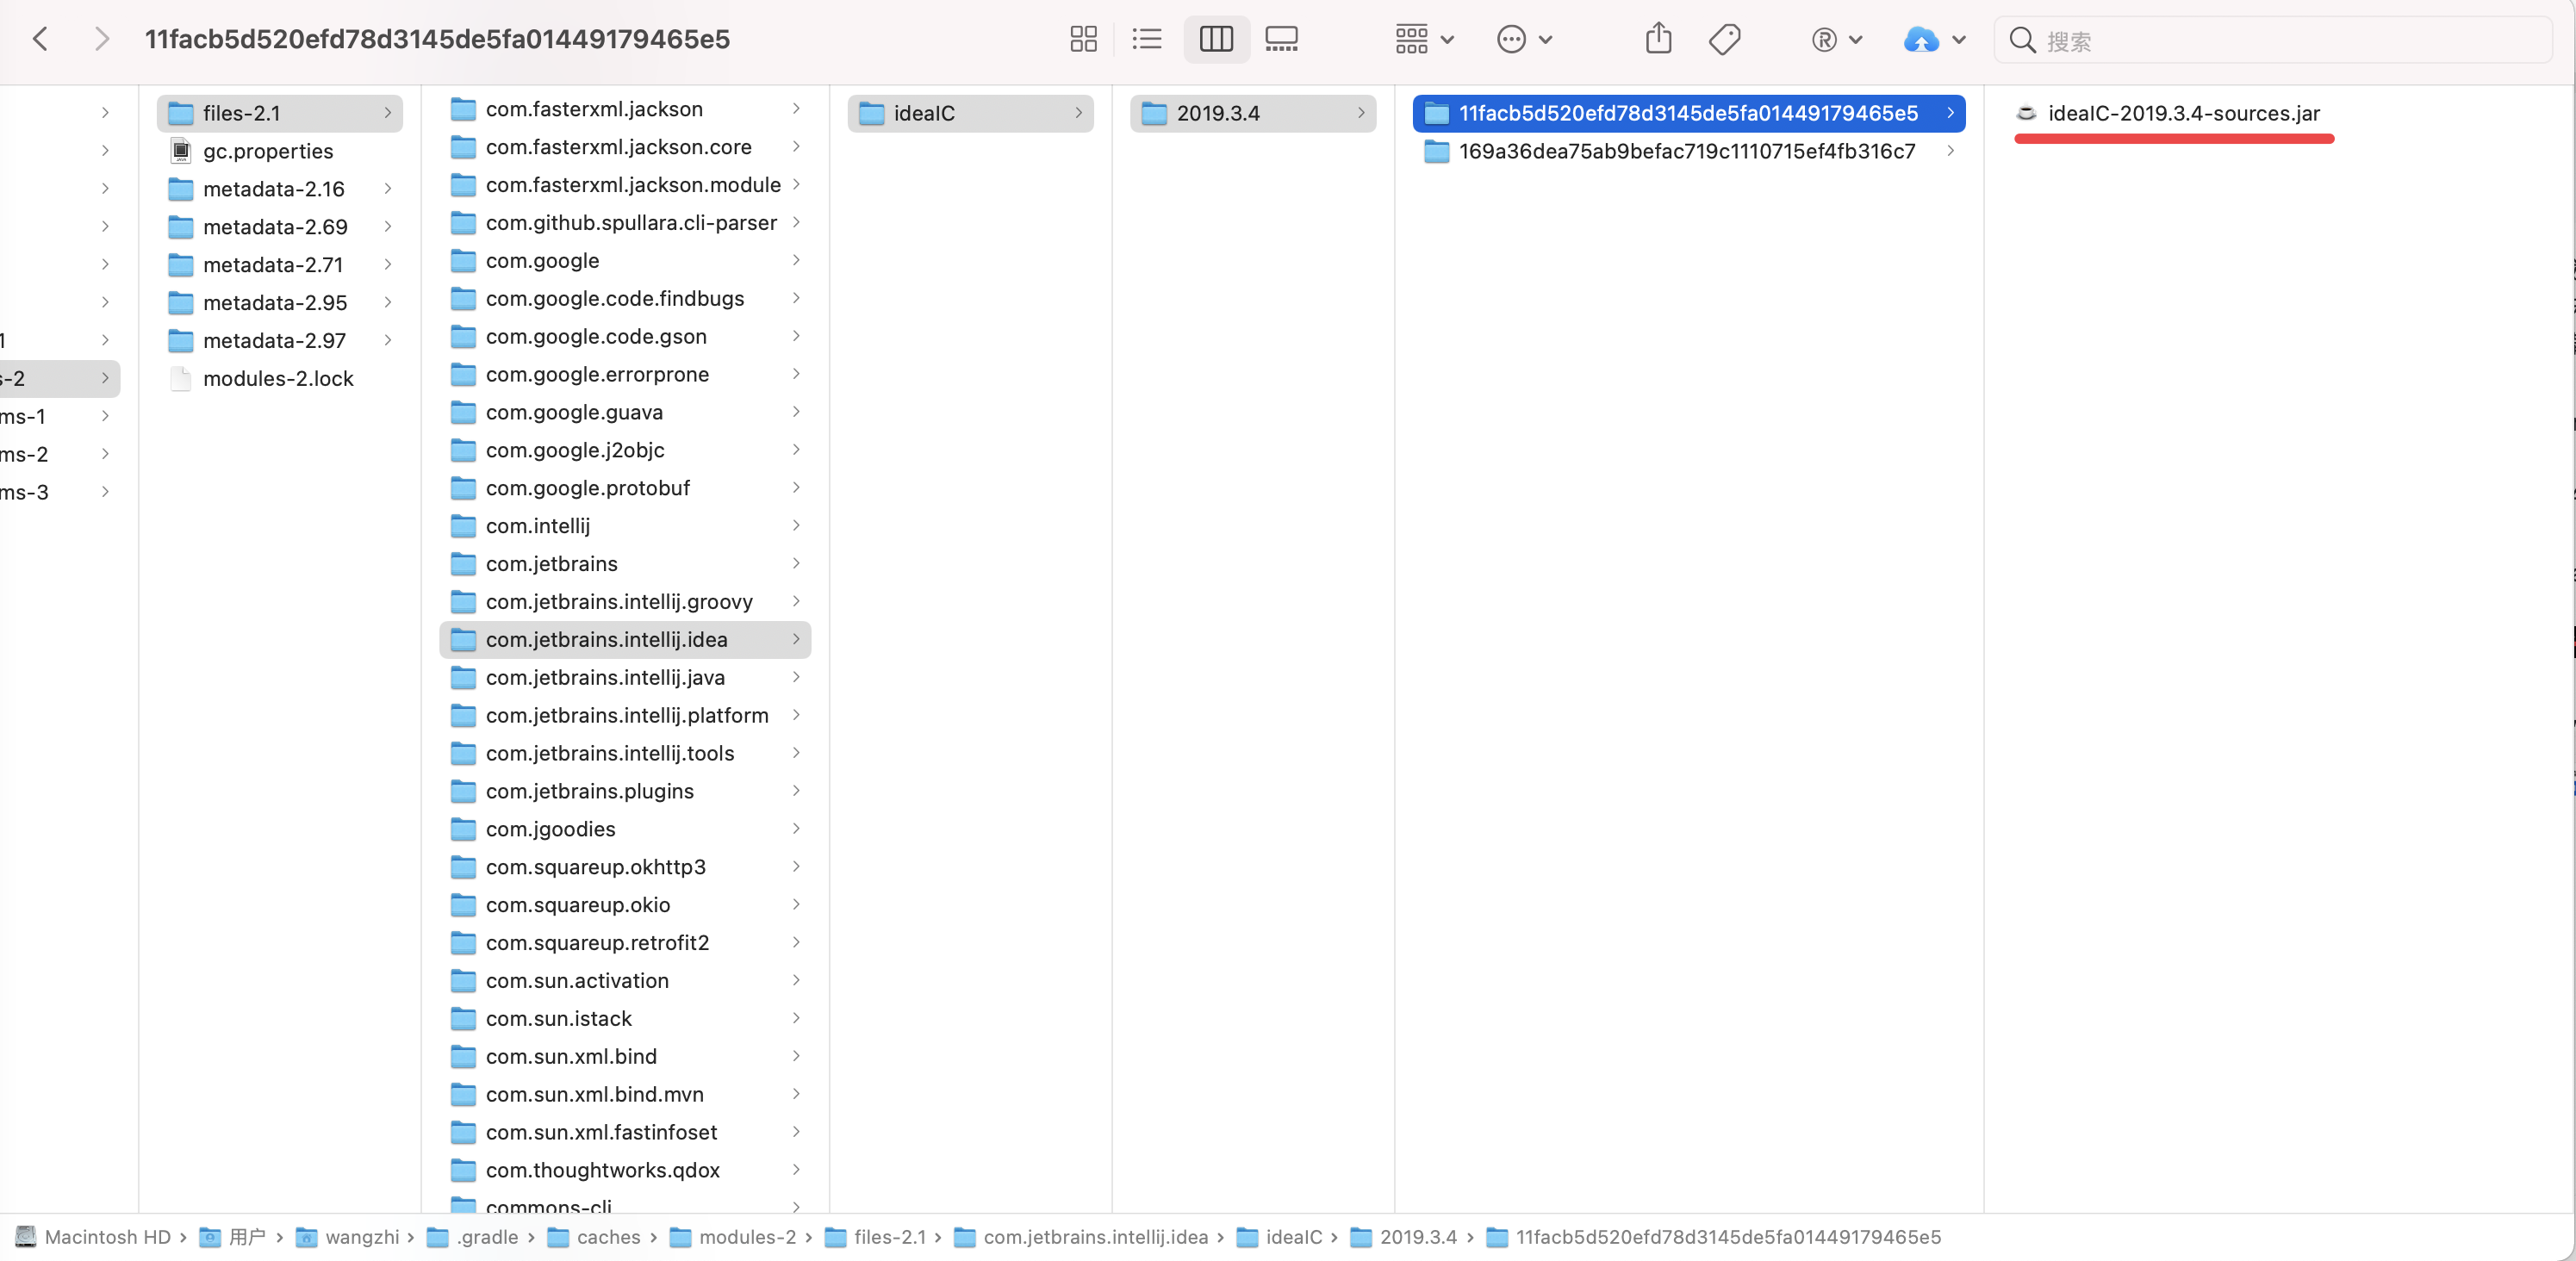 11facb5d520efd78d3145de5fa01449179465e5
搜索
1
s-2
ms-1
ms-2
ms-3
files-2.1
gc.properties
metadata-2.16
metadata-2.69
metadata-2.71
metadata-2.95
metadata-2.97
modules-2.lock
com.fasterxml.jackson
com.fasterxml.jackson.core
com.fasterxml.jackson.module
com.github.spullara.cli-parser
com.google
com.google.code.findbugs
com.google.code.gson
com.google.errorprone
com.google.guava
com.google.j2objc
com.google.protobuf
com.intellij
com.jetbrains
com.jetbrains.intellij.groovy
com.jetbrains.intellij.idea
com.jetbrains.intellij.java
com.jetbrains.intellij.platform
com.jetbrains.intellij.tools
com.jetbrains.plugins
com.jgoodies
com.squareup.okhttp3
com.squareup.okio
com.squareup.retrofit2
com.sun.activation
com.sun.istack
com.sun.xml.bind
com.sun.xml.bind.mvn
com.sun.xml.fastinfoset
com.thoughtworks.qdox
commons-cli
ideaIC
2019.3.4
11facb5d520efd78d3145de5fa01449179465e5
169a36dea75ab9befac719c1110715ef4fb316c7
ideaIC-2019.3.4-sources.jar
Macintosh HD › 用户 › wangzhi › .gradle › caches › modules-2 › files-2.1 › com.jetbrains.intellij.idea › ideaIC › 2019.3.4 › 11facb5d520efd78d3145de5fa01449179465e5